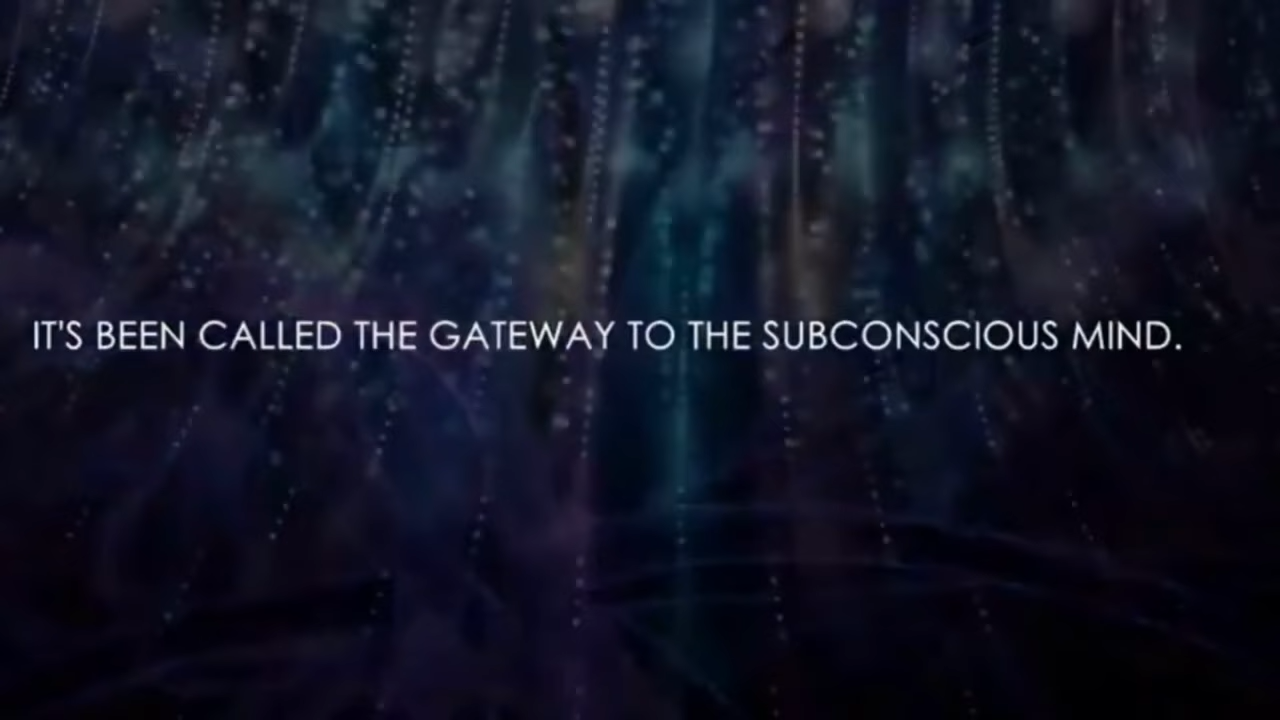 IT'S BEEN CALLED THE GATEWAY TO THE SUBCONSCIOUS MIND.